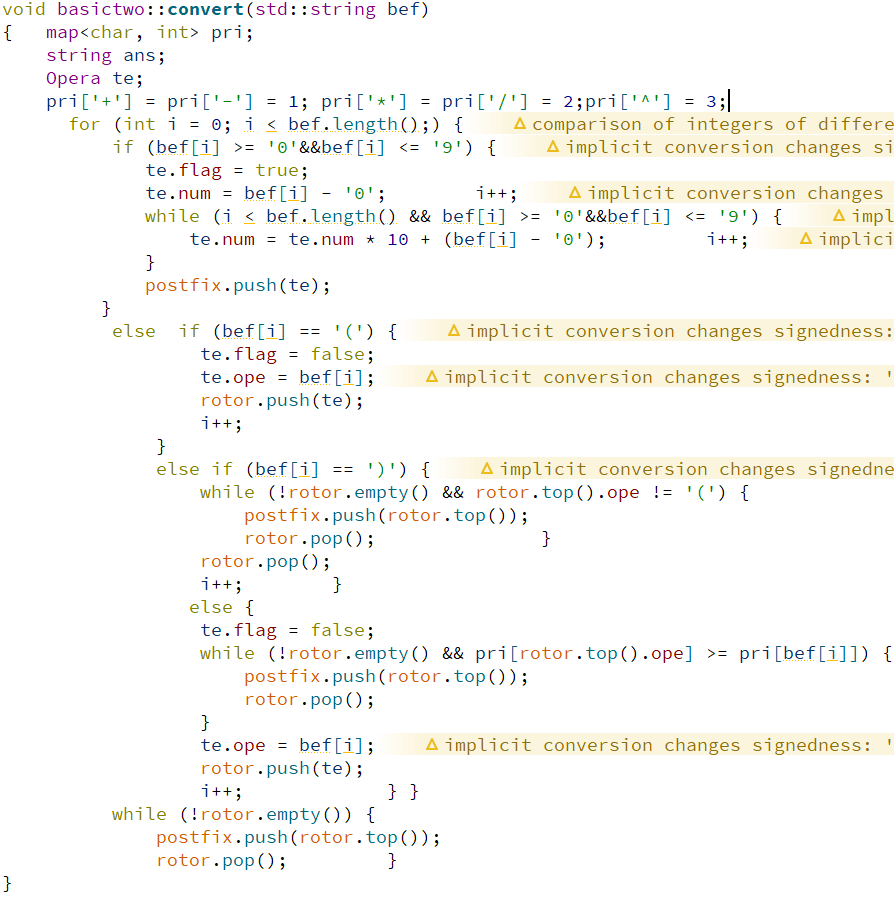 void basictwo::convert(std::string bef)
{   map<char, int> pri;
    string ans;
    Opera te;
    pri['+'] = pri['-'] = 1; pri['*'] = pri['/'] = 2;pri['^'] = 3;
      for (int i = 0; i < bef.length();) {     comparison of integers of differe
          if (bef[i] >= '0'&&bef[i] <= '9') {     implicit conversion changes si
             te.flag = true;
             te.num = bef[i] - '0';        i++;     implicit conversion changes
             while (i < bef.length() && bef[i] >= '0'&&bef[i] <= '9') {     impl
                 te.num = te.num * 10 + (bef[i] - '0');         i++;     implici
             }
             postfix.push(te);
         }
          else  if (bef[i] == '(') {     implicit conversion changes signedness:
                  te.flag = false;
                  te.ope = bef[i];     implicit conversion changes signedness: '
                  rotor.push(te);
                  i++;
              }
              else if (bef[i] == ')') {     implicit conversion changes signedne
                  while (!rotor.empty() && rotor.top().ope != '(') {
                      postfix.push(rotor.top());
                      rotor.pop();               }
                  rotor.pop();
                  i++;        }
                 else {
                  te.flag = false;
                  while (!rotor.empty() && pri[rotor.top().ope] >= pri[bef[i]]) {
                      postfix.push(rotor.top());
                      rotor.pop();
                  }
                  te.ope = bef[i];     implicit conversion changes signedness: '
                  rotor.push(te);
                  i++;             } }
          while (!rotor.empty()) {
              postfix.push(rotor.top());
              rotor.pop();         }
}